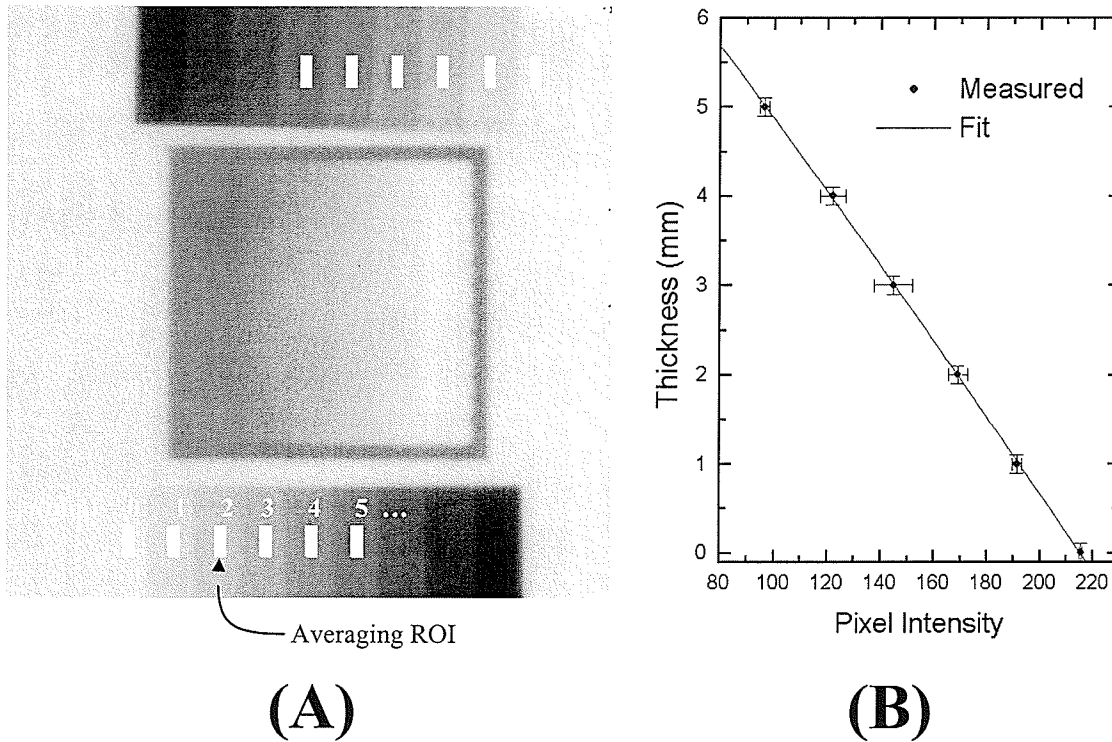 1 2 3 4 5 ...
Averaging ROI
(A)
6
5
4
3
2
1
0
Thickness (mm)
Measured
Fit
80 100 120 140 160 180 200 220
Pixel Intensity
(B)